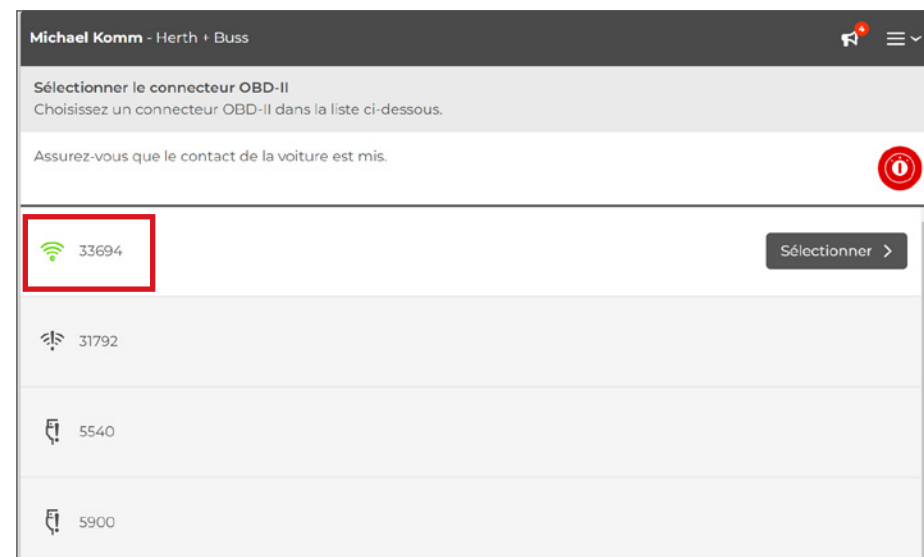 Michael Komm - Herth + Buss
4
Sélectionner le connecteur OBD-II
Choisissez un connecteur OBD-II dans la liste ci-dessous.
Assurez-vous que le contact de la voiture est mis.
33694
Sélectionner
31792
5540
5900